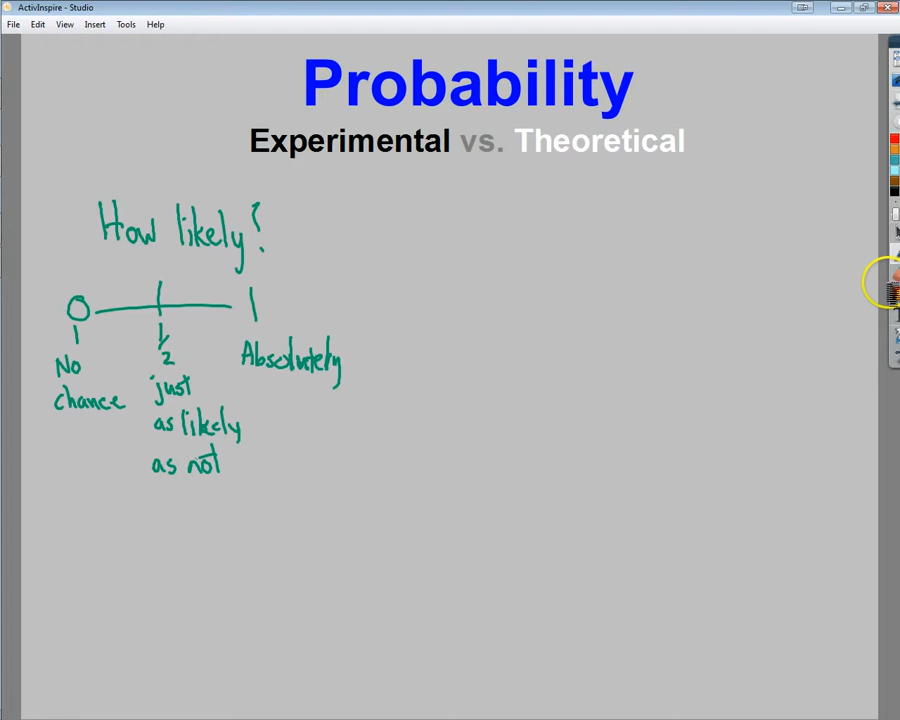 ActivInspire - Studio
File Edit View Insert Tools Help
Probability
Experimental vs. Theoretical
How likely?
0 1
1/2
No chance
just as likely as not
Absolutely